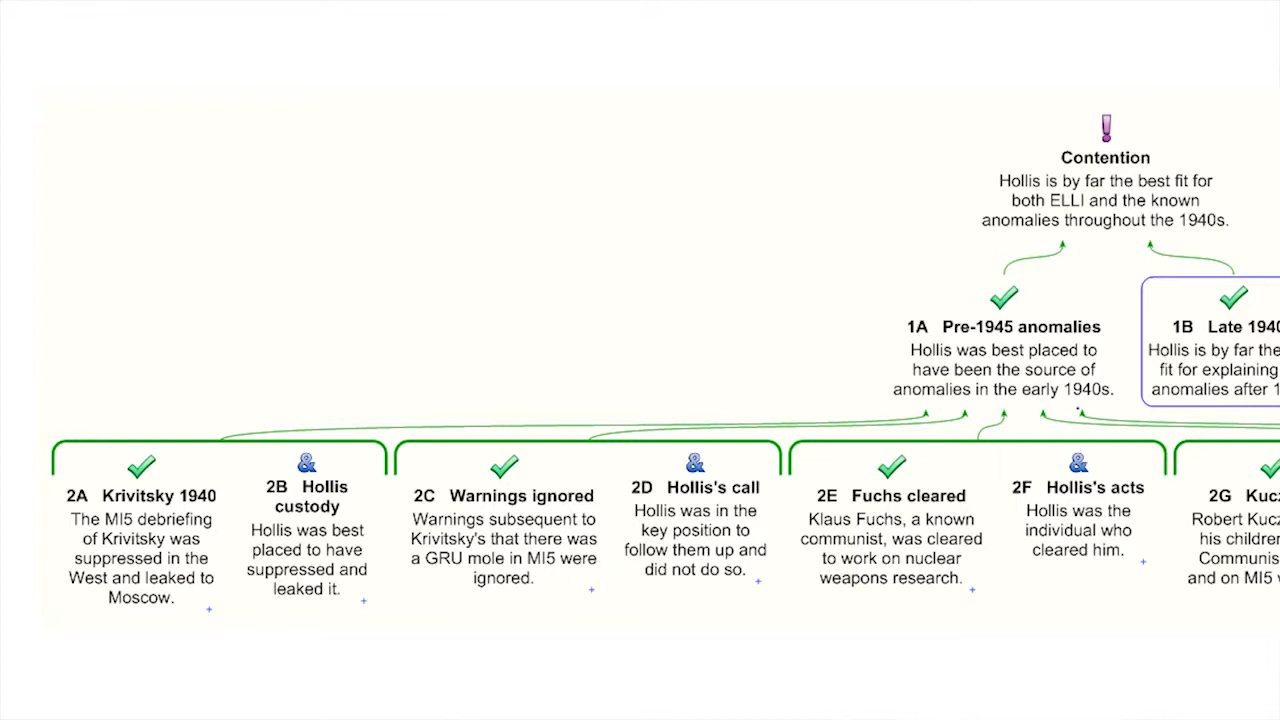 Contention
Hollis is by far the best fit for
both ELLI and the known
anomalies throughout the 1940s.
1A Pre-1945 anomalies
Hollis was best placed to
have been the source of
anomalies in the early 1940s.
1B Late 194
Hollis is by far the
fit for explaining
anomalies after 1
2A Krivitsky 1940
The MI5 debriefing
of Krivitsky was
suppressed in the
West and leaked to
Moscow.
&
2B Hollis
custody
Hollis was best
placed to have
suppressed and
leaked it.
2C Warnings ignored
Warnings subsequent to
Krivitsky's that there was
a GRU mole in MI5 were
ignored.
&
2D Hollis's call
Hollis was in the
key position to
follow them up and
did not do so.
2E Fuchs cleared
Klaus Fuchs, a known
communist, was cleared
to work on nuclear
weapons research.
&
2F Hollis's acts
Hollis was the
individual who
cleared him.
2G Kucz
Robert Kucz
his children
Communis
and on MI5